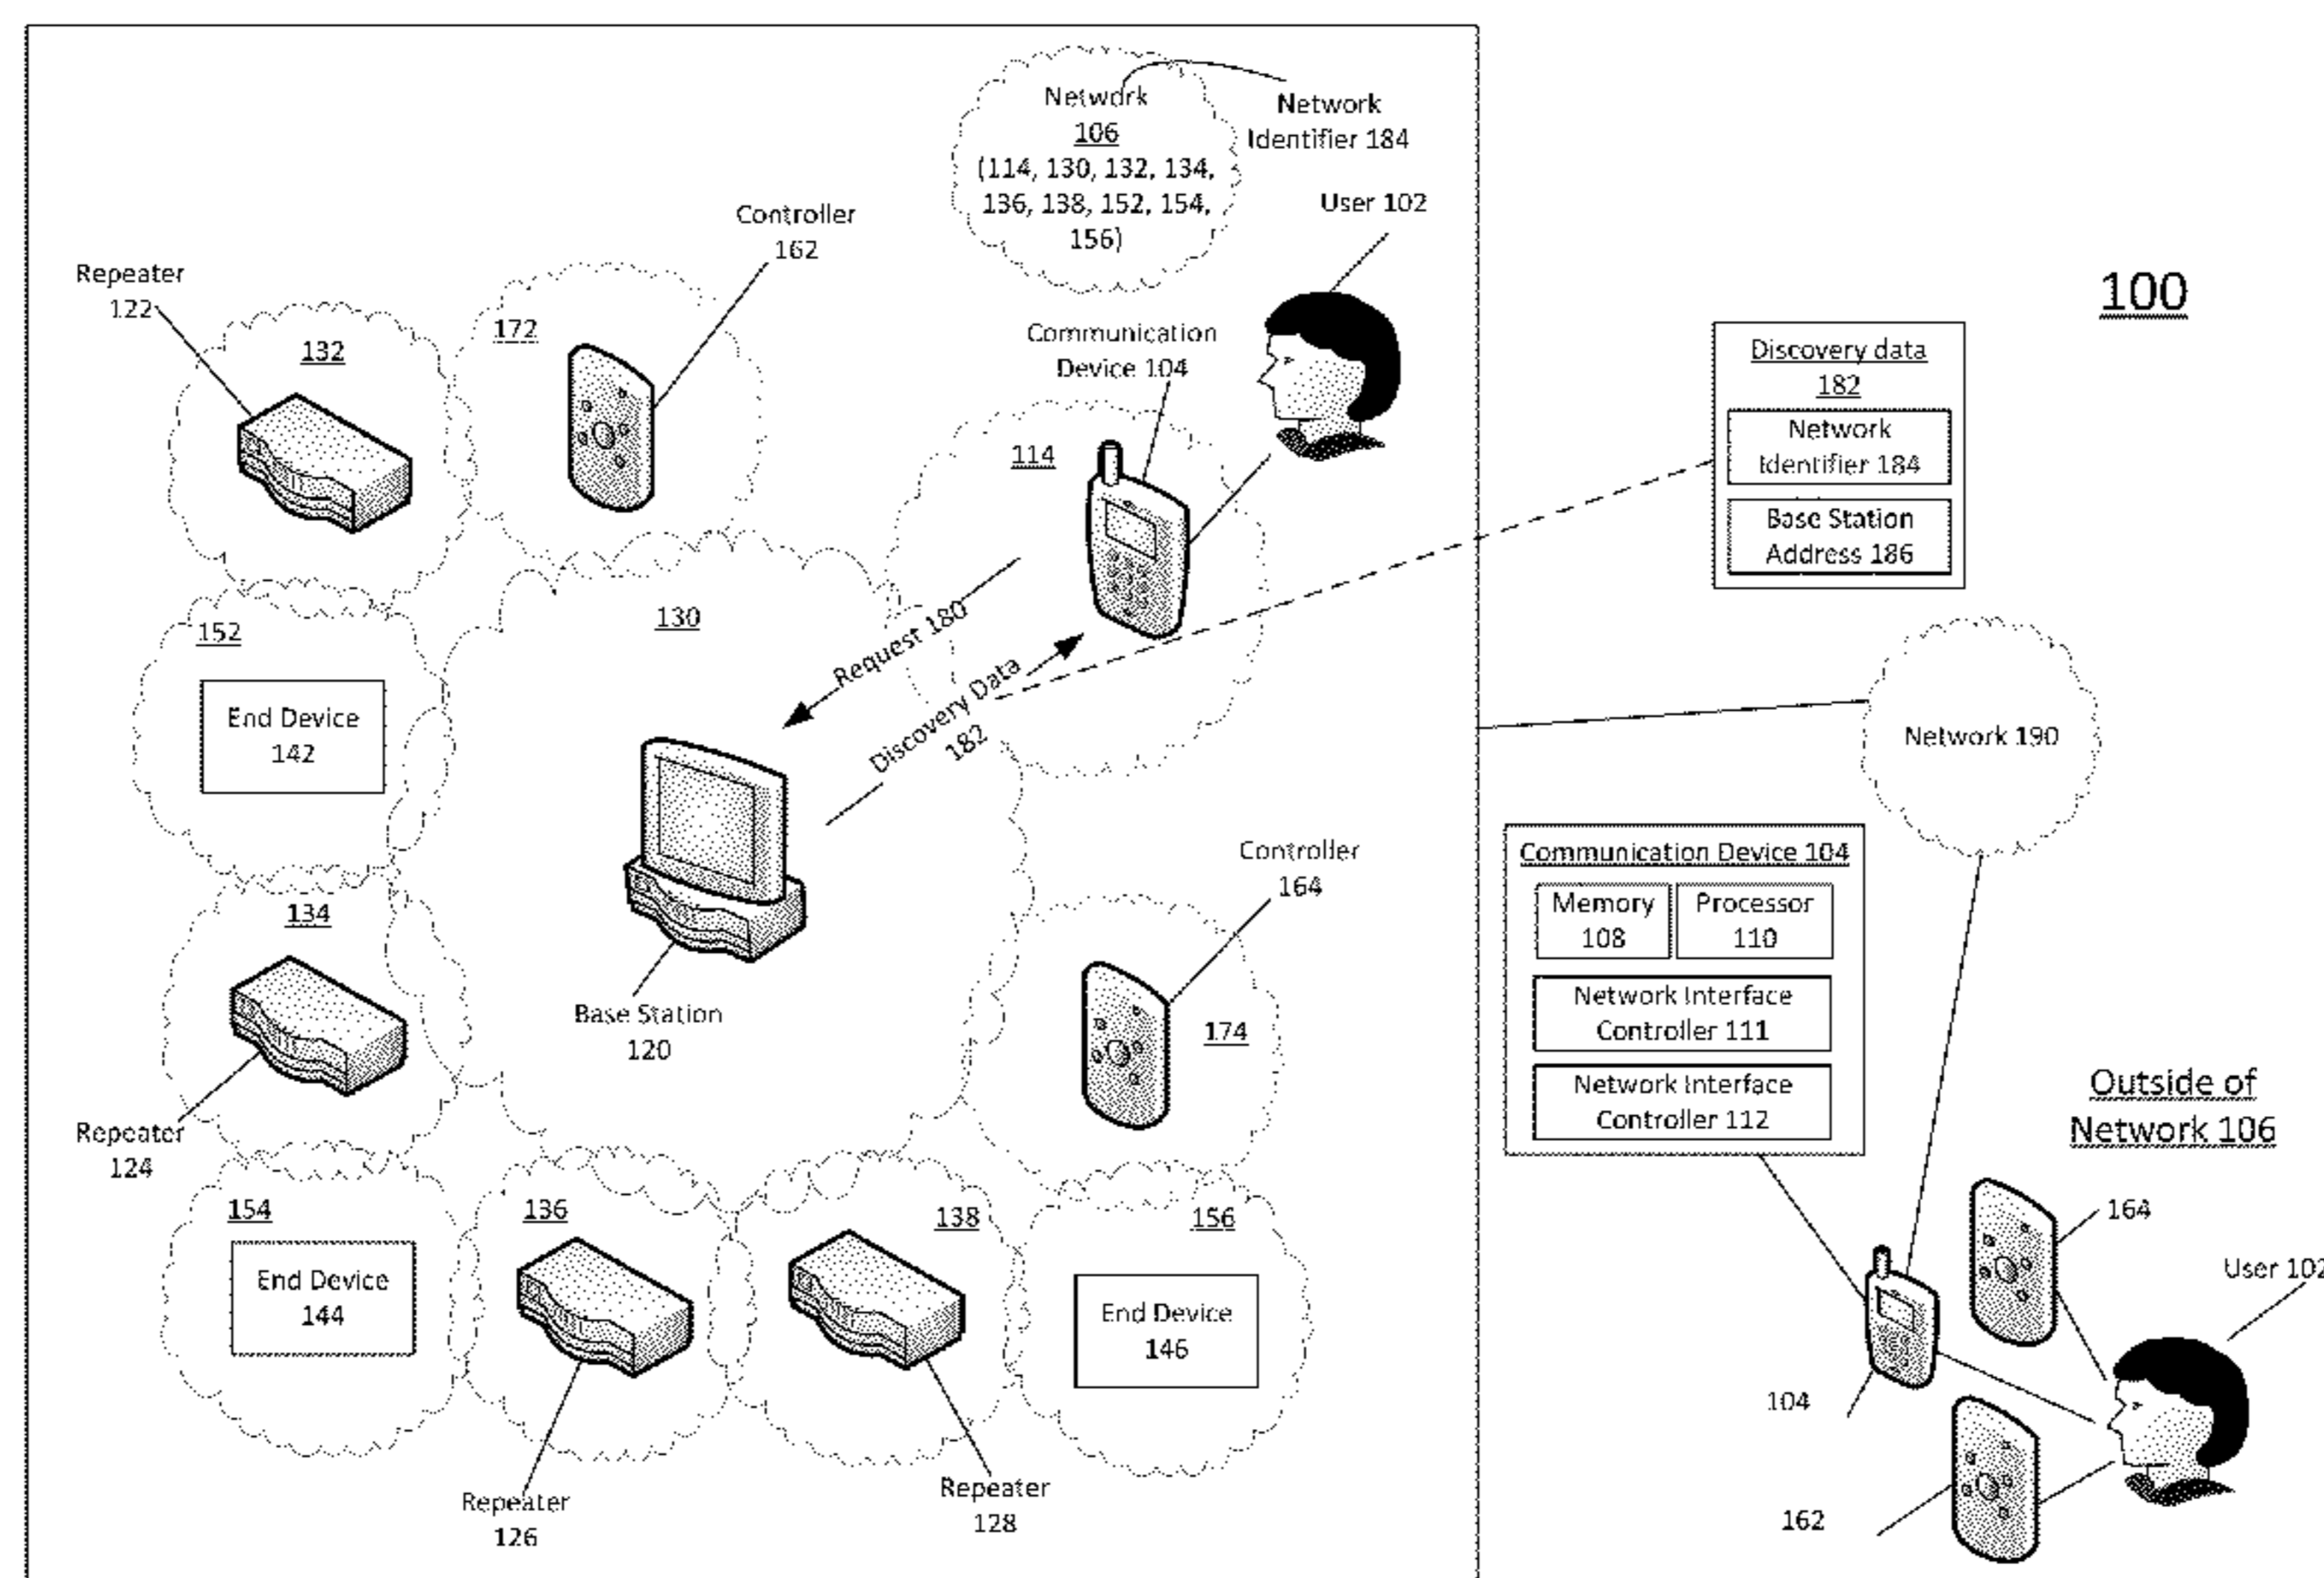 Network
106
(114, 130, 132, 134,
136, 138, 152, 154,
156)
Network
Identifier 184
User 102
Controller
162
Repeater
122
132
172
Communication
Device 104
114
100
Discovery data
182
Network
Identifier 184
Base Station
Address 186
152
130
Request 180
Discovery Data
182
End Device
142
Network 190
Communication Device 104
Memory
108
Processor
110
Network Interface
Controller 111
Network Interface
Controller 112
Controller
164
134
174
Base Station
120
Repeater
124
Outside of
Network 106
154
136
138
156
164
End Device
144
End Device
146
User 102
104
Repeater
126
Repeater
128
162